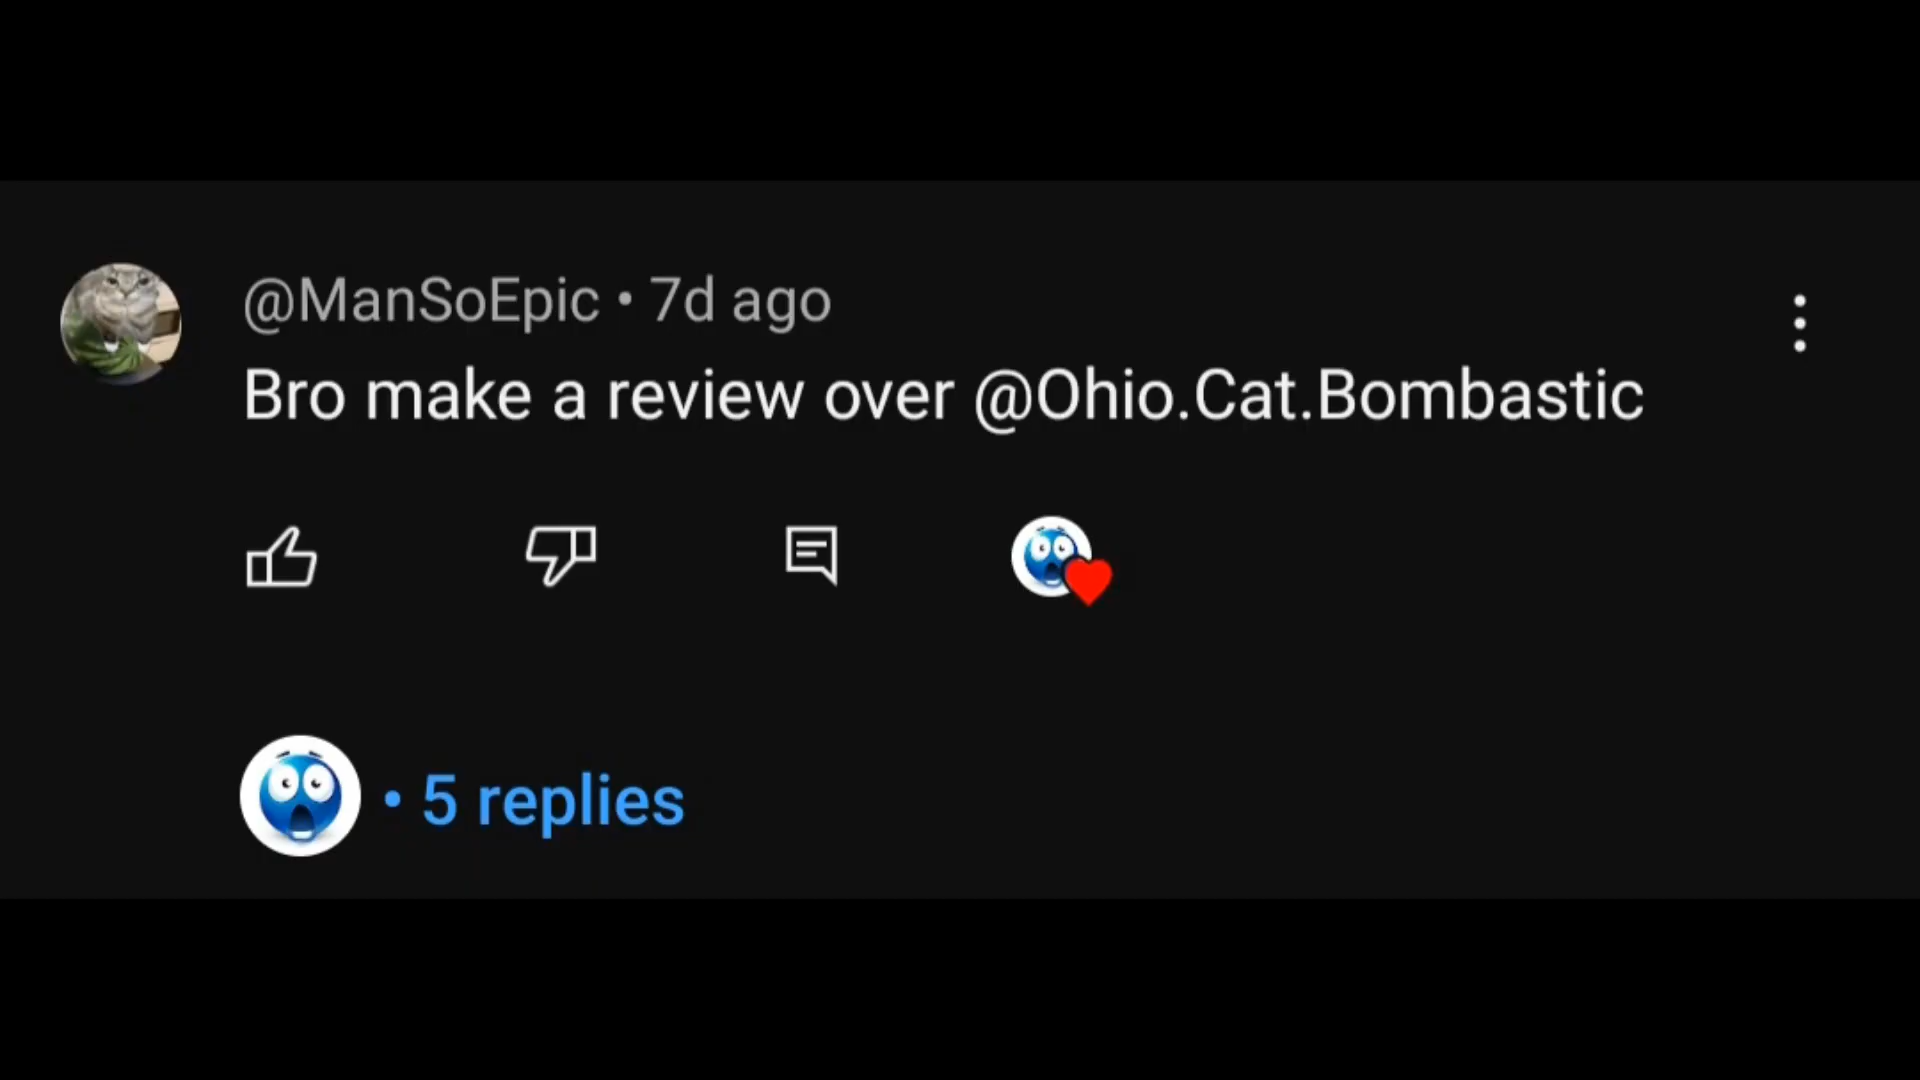 @ManSoEpic • 7d ago
Bro make a review over @Ohio.Cat.Bombastic
• 5 replies